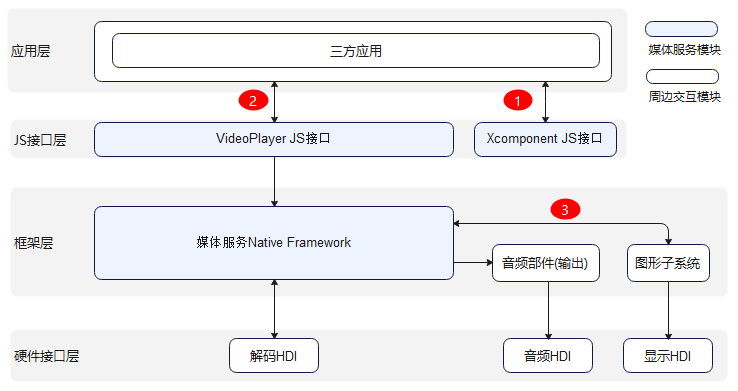 应用层
三方应用
媒体服务模块
周边交互模块
2
1
JS接口层
VideoPlayer JS接口
Xcomponent JS接口
3
框架层
媒体服务Native Framework
音频部件(输出)
图形子系统
硬件接口层
解码HDI
音频HDI
显示HDI